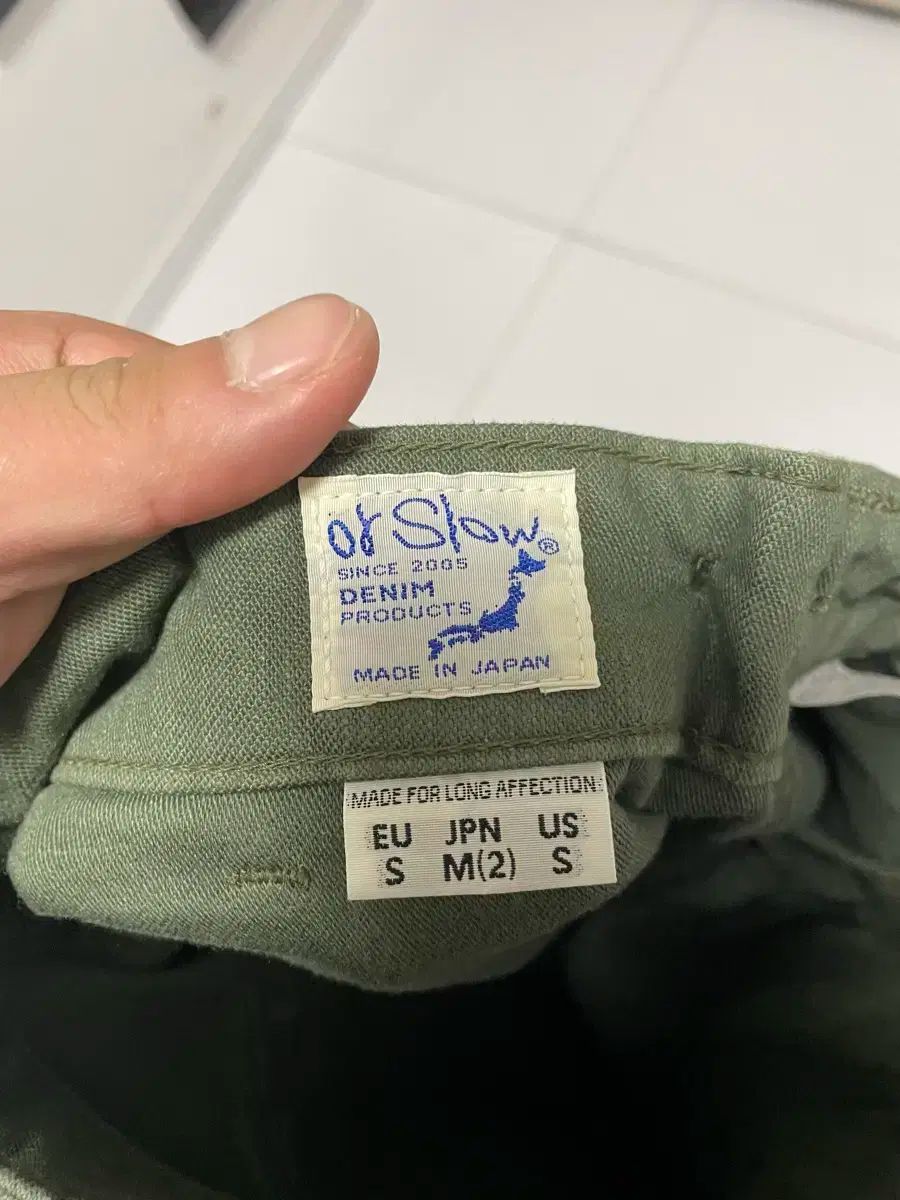 or Slow®
SINCE 2005
DENIM
PRODUCTS
MADE IN JAPAN
MADE FOR LONG AFFECTION
EU JPN US
S M(2) S